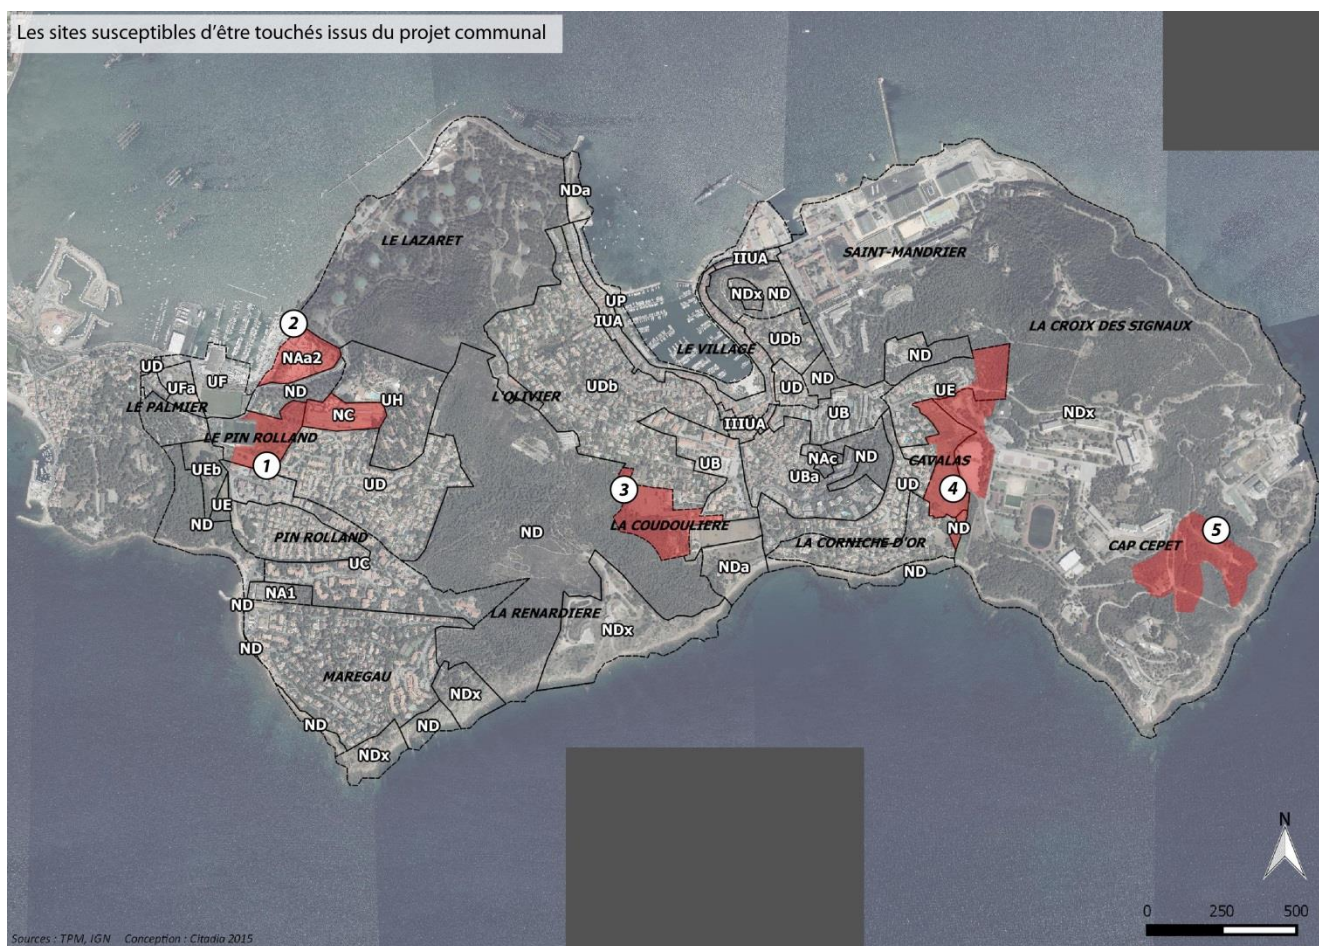 Les sites susceptibles d'être touchés issus du projet communal
NDa
LE LAZARET
SAINT-MANDRIER
IIUA
NDx ND
UP
IUA
LA CROIX DES SIGNAUX
2
UDb
LE VILLAGE
NAa2
UD
UF
UFa
ND
ND
UD
ND
UE
L'OLIVIER
UDb
UH
LE PALMIER
NC
UB
NDx
IIIUA
LE PIN ROLLAND
1
UB
NAc
ND
CAVALAS
UEb
UD
UBa
UD
3
4
UE
ND
LA COUDOULIERE
ND
5
PIN ROLLAND
ND
LA CORNICHE D'OR
CAP CEPET
UC
NDa
ND
NA1
ND
LA RENARDIERE
NDx
ND
MAREGAU
NDx
ND
ND
NDx
N
0 250 500
Sources : TPM, IGN Conception : Citadia 2015